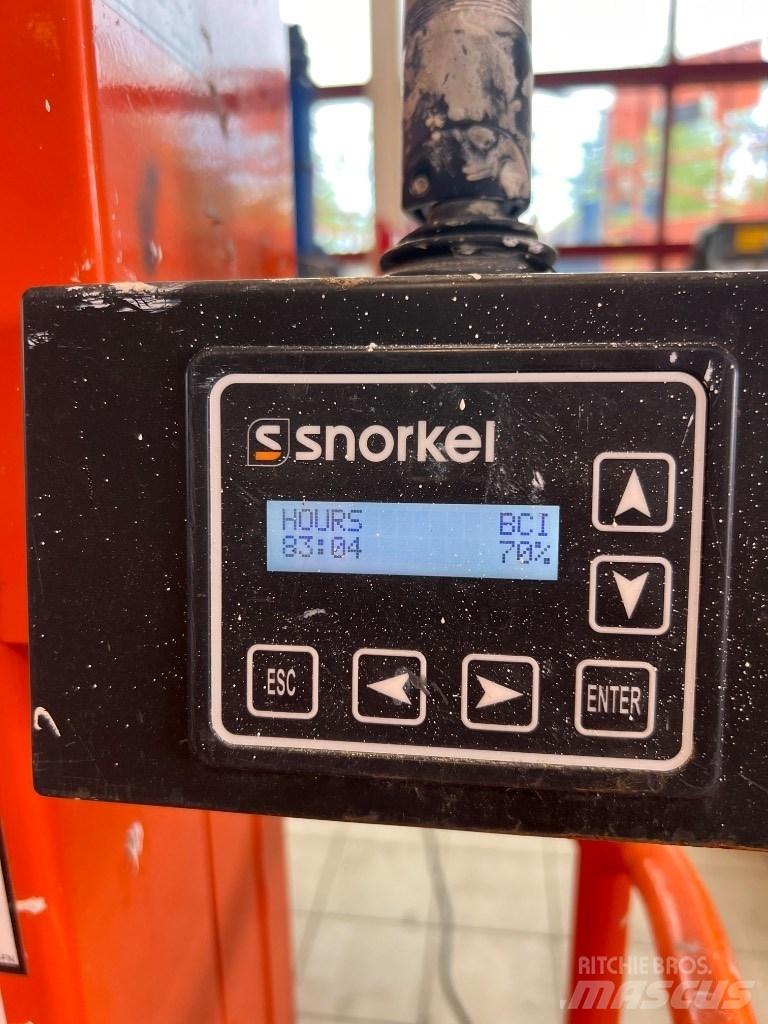 S snorkel
HOURS BCI
83:04 70%
ESC
ENTER
RITCHIE BROS.
MASCUS